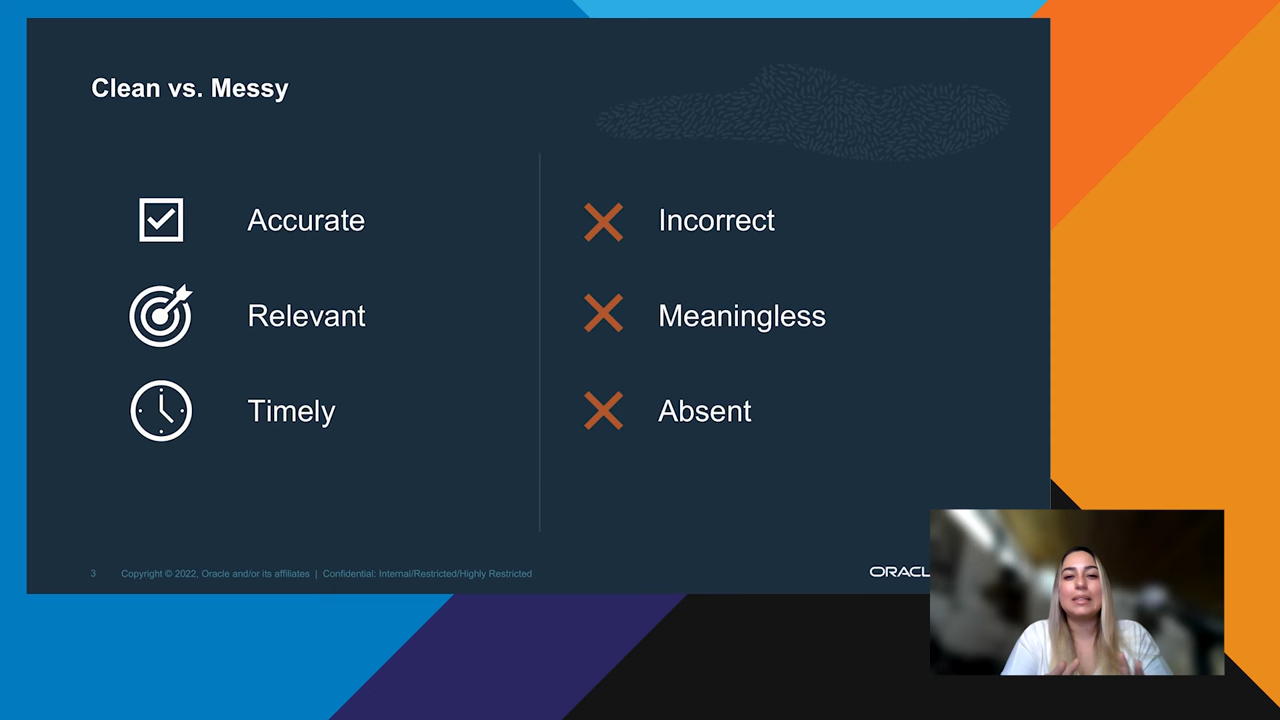 Clean vs. Messy
Accurate
Relevant
Timely
Incorrect
Meaningless
Absent
3 Copyright © 2022, Oracle and/or its affiliates | Confidential: Internal/Restricted/Highly Restricted
ORACL